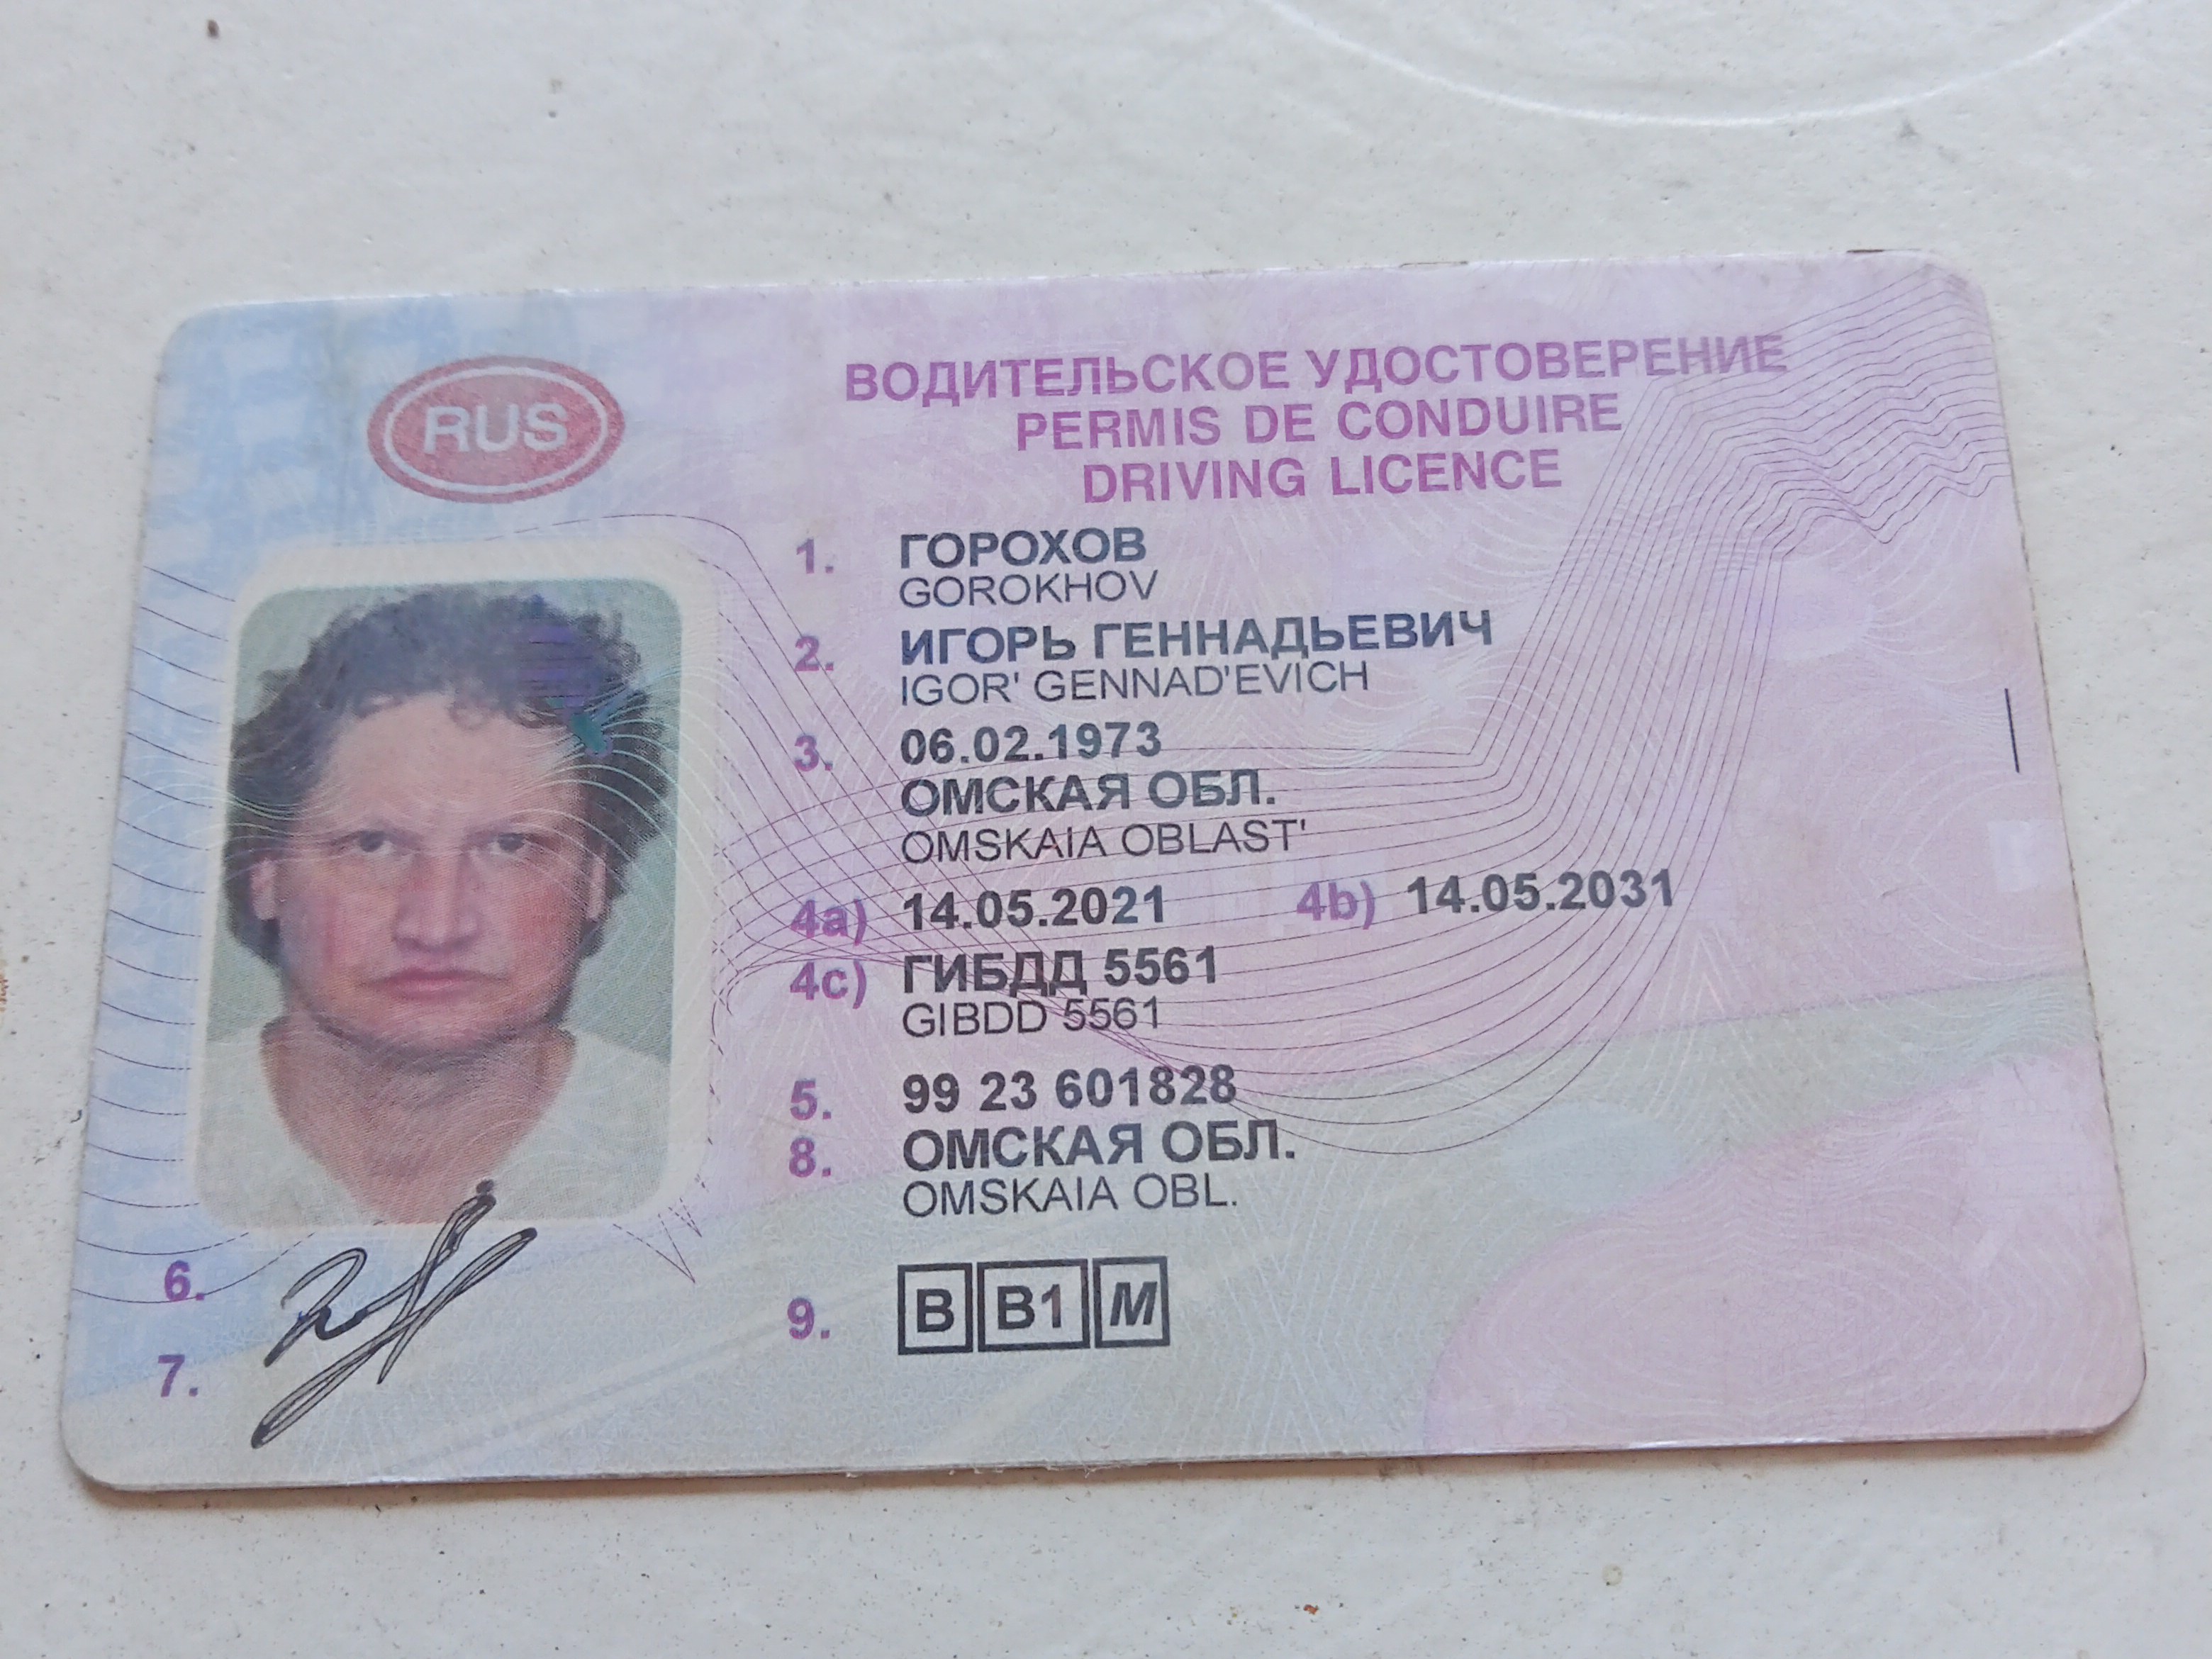 RUS
ВОДИТЕЛЬСКОЕ УДОСТОВЕРЕНИЕ
PERMIS DE CONDUIRE
DRIVING LICENCE
1. ГОРОХОВ
GOROKHOV
2. ИГОРЬ ГЕННАДЬЕВИЧ
IGOR' GENNAD'EVICH
3. 06.02.1973
ОМСКАЯ ОБЛ.
OMSKAIA OBLAST'
4a) 14.05.2021 4b) 14.05.2031
4c) ГИБДД 5561
GIBDD 5561
5. 99 23 601828
8. ОМСКАЯ ОБЛ.
OMSKAIA OBL.
6.
7.
9. B B1 M